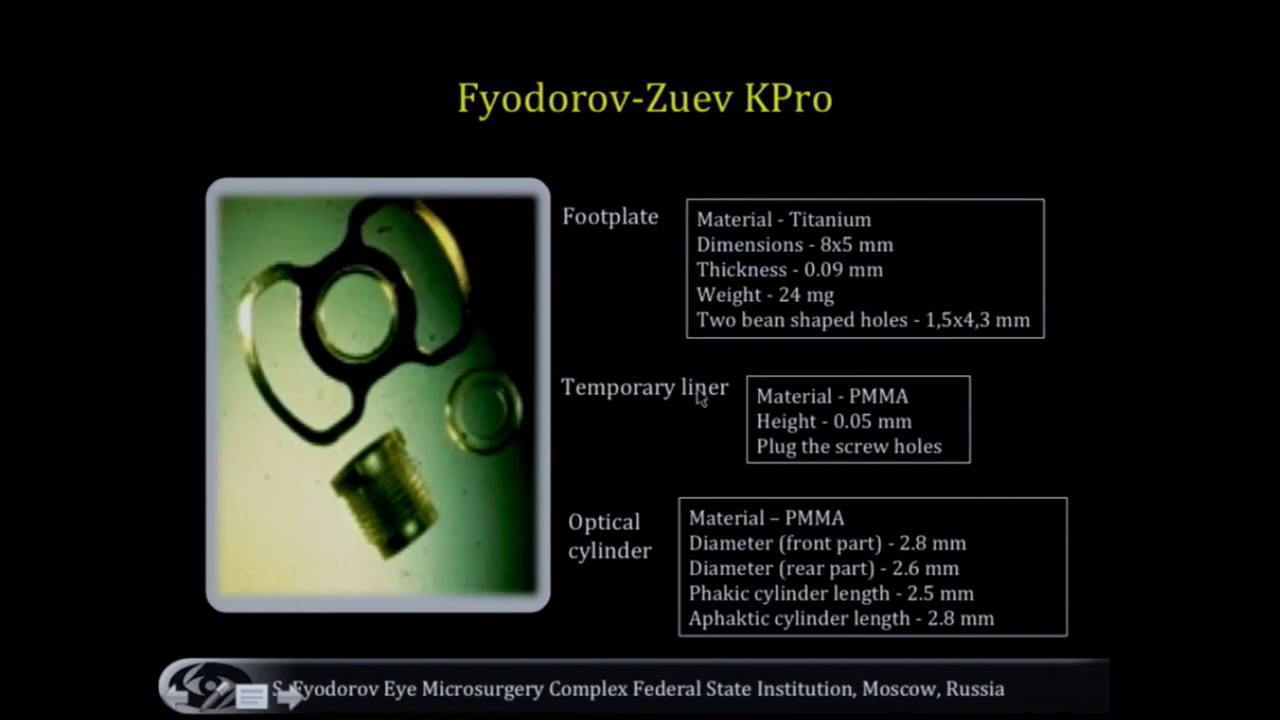 Fyodorov-Zuev KPro
Footplate
Material - Titanium
Dimensions - 8x5 mm
Thickness - 0.09 mm
Weight - 24 mg
Two bean shaped holes - 1,5x4,3 mm
Temporary liner
Material - PMMA
Height - 0.05 mm
Plug the screw holes
Optical
cylinder
Material – PMMA
Diameter (front part) - 2.8 mm
Diameter (rear part) - 2.6 mm
Phakic cylinder length - 2.5 mm
Aphaktic cylinder length - 2.8 mm
S. Fyodorov Eye Microsurgery Complex Federal State Institution, Moscow, Russia